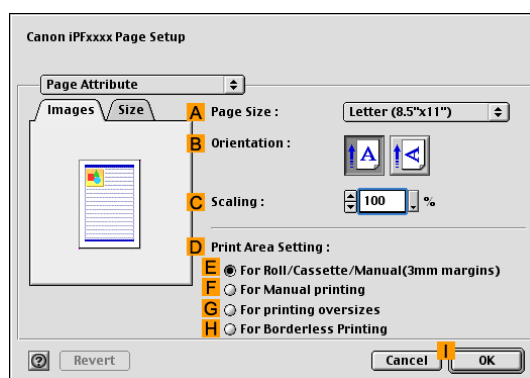 Canon iPFxxxx Page Setup
Page Attribute
Images Size
A Page Size : Letter (8.5"x11")
B Orientation : A A
C Scaling : 100 %
D Print Area Setting :
E For Roll/Cassette/Manual(3mm margins)
F For Manual printing
G For printing oversizes
H For Borderless Printing
? Revert Cancel I OK